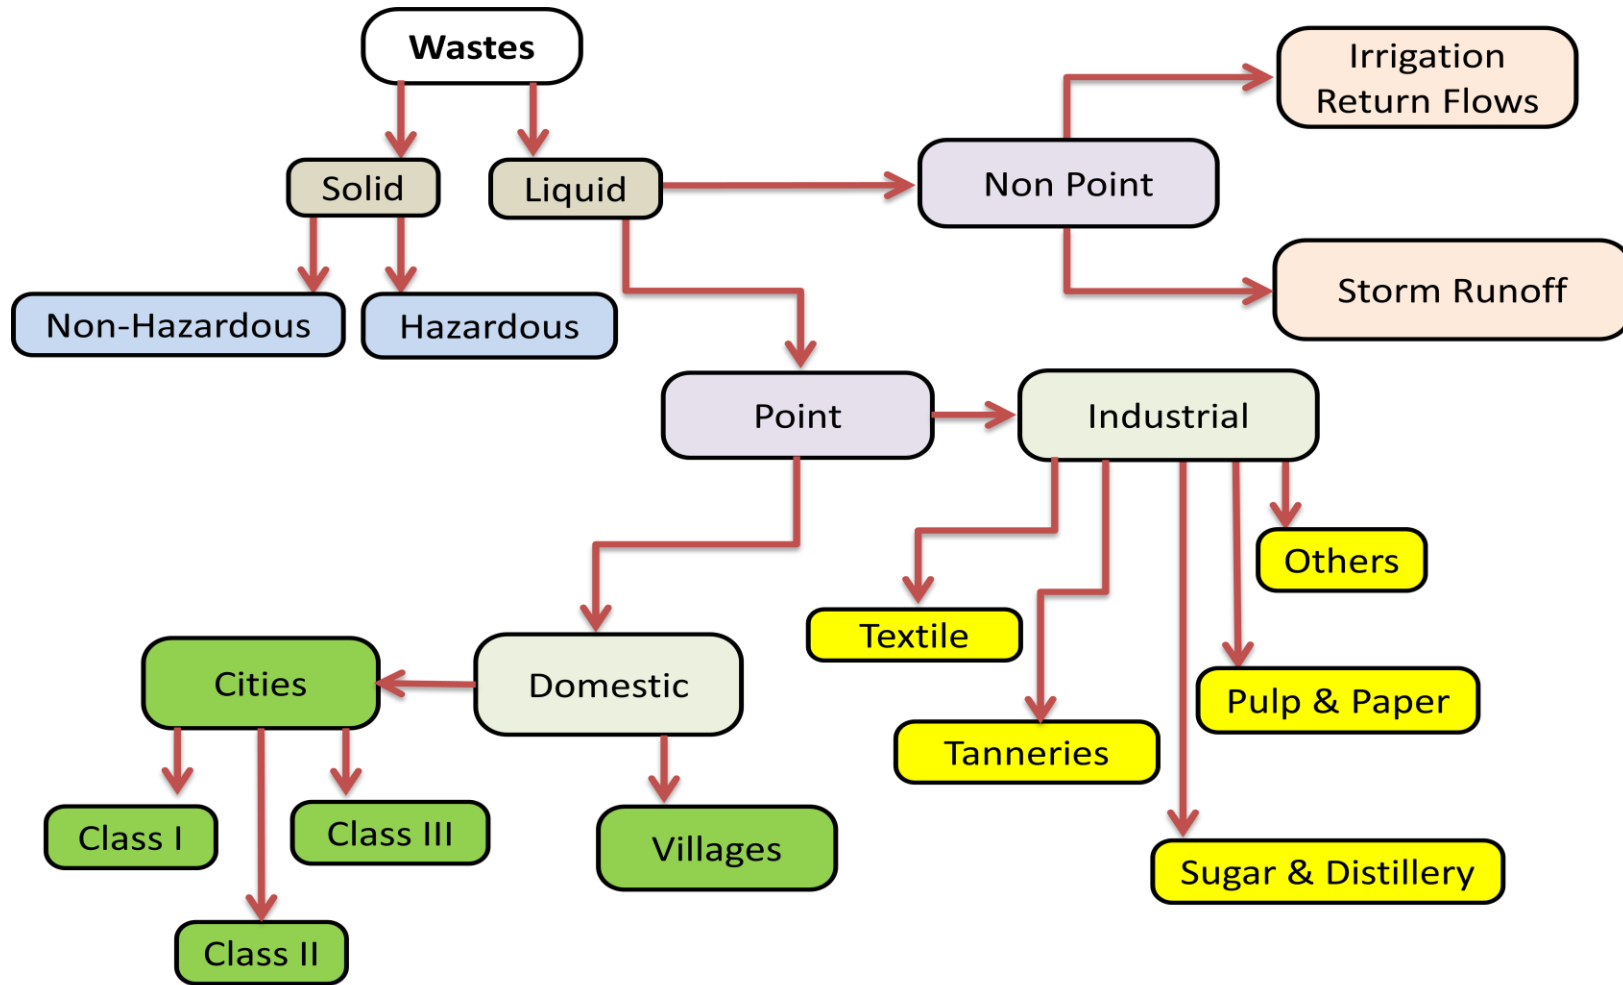 Wastes
Irrigation
Return Flows
Solid
Liquid
Non Point
Non-Hazardous
Hazardous
Storm Runoff
Point
Industrial
Others
Textile
Cities
Domestic
Pulp & Paper
Tanneries
Class I
Class III
Villages
Sugar & Distillery
Class II